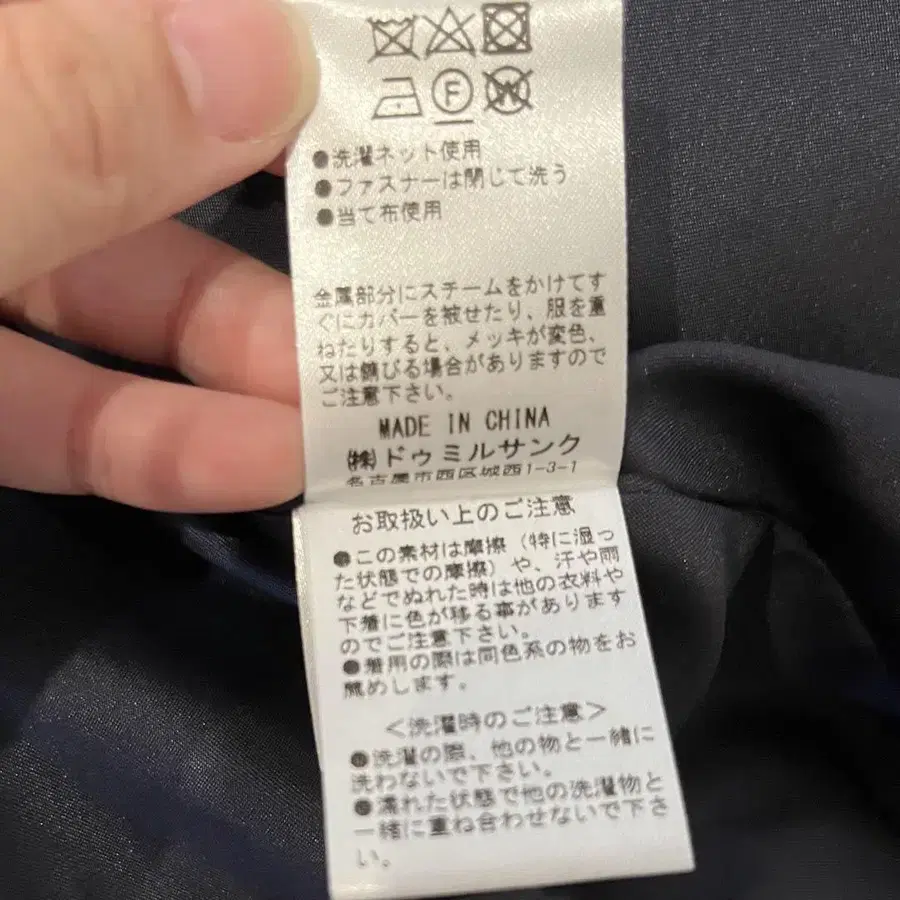 F
W
●洗濯ネット使用
●ファスナーは閉じて洗う
●当て布使用
金属部分にスチームをかけてす
ぐにカバーを被せたり、服を重
ねたりすると、メッキが変色、
又は錆びる場合がありますので
ご注意下さい。
MADE IN CHINA
㈱ドゥミルサンク
名古屋市西区城西1-3-1
お取扱い上のご注意
●この素材は摩擦(特に湿っ
た状態での摩擦)や、汗や雨
などでぬれた時は他の衣料や
下着に色が移る事があります
のでご注意下さい。
●着用の際は同色系の物をお
薦めします。
<洗濯時のご注意>
●洗濯の際、他の物と一緒に
洗わないで下さい。
●濡れた状態で他の洗濯物と
一緒に重ね合わせないで下さ
い。